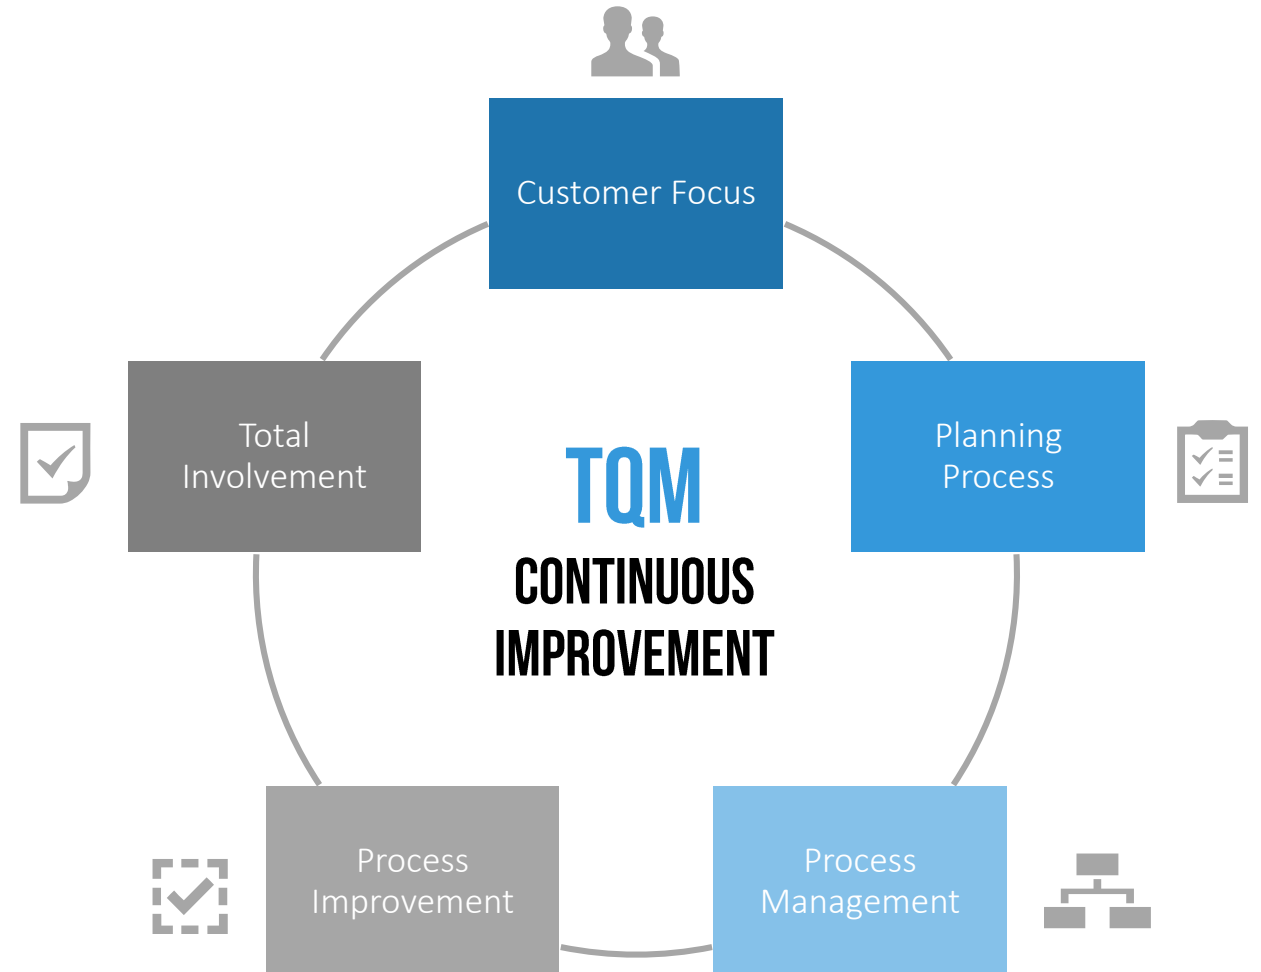 Customer Focus
Total
Involvement
Planning
Process
TQM
CONTINUOUS
IMPROVEMENT
Process
Improvement
Process
Management